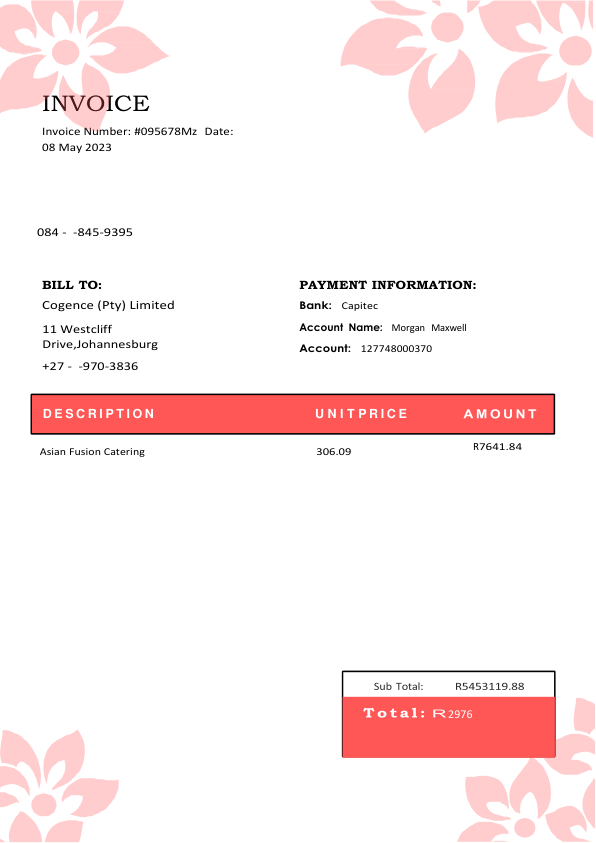 INVOICE
Invoice Number: #095678Mz Date:
08 May 2023
084 - -845-9395
BILL TO:
Cogence (Pty) Limited
11 Westcliff
Drive,Johannesburg
+27 - -970-3836
PAYMENT INFORMATION:
Bank: Capitec
Account Name: Morgan Maxwell
Account: 127748000370
DESCRIPTION UNITPRICE AMOUNT
Asian Fusion Catering 306.09 R7641.84
Sub Total: R5453119.88
Total: R2976